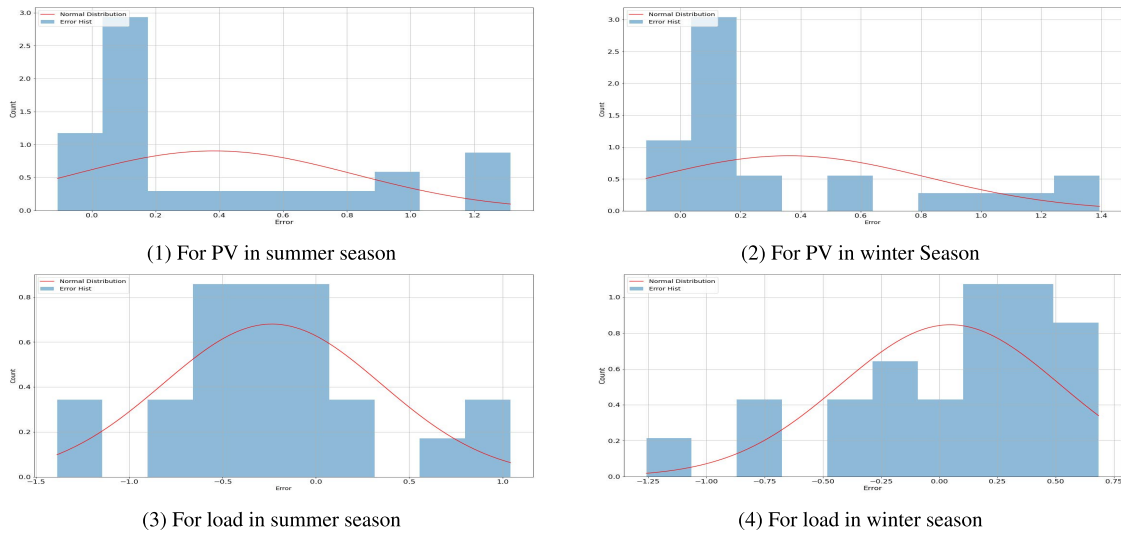 Normal Distribution
Error Hist
3.0
2.5
2.0
1.5
1.0
0.5
0.0
Count
0.0 0.2 0.4 0.6 0.8 1.0 1.2
Error
(1) For PV in summer season
Normal Distribution
Error Hist
3.0
2.5
2.0
1.5
1.0
0.5
0.0
Count
0.0 0.2 0.4 0.6 0.8 1.0 1.2 1.4
Error
(2) For PV in winter Season
Normal Distribution
Error Hist
0.8
0.6
0.4
0.2
0.0
Count
−1.5 −1.0 −0.5 0.0 0.5 1.0
Error
(3) For load in summer season
Normal Distribution
Error Hist
1.0
0.8
0.6
0.4
0.2
0.0
Count
−1.25 −1.00 −0.75 −0.50 −0.25 0.00 0.25 0.50 0.75
Error
(4) For load in winter season